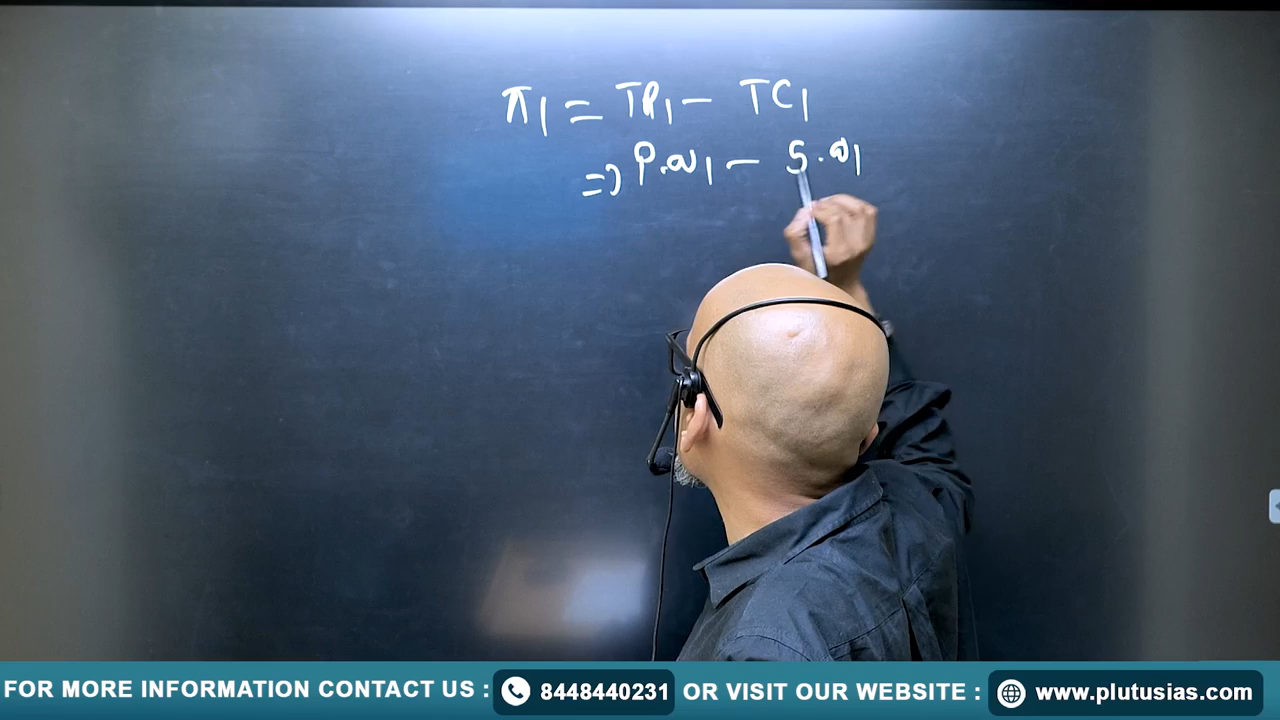 π₁ = TR₁ − TC₁
⇒ P.Q₁ − 5.Q₁
FOR MORE INFORMATION CONTACT US : 8448440231 OR VISIT OUR WEBSITE : www.plutusias.com